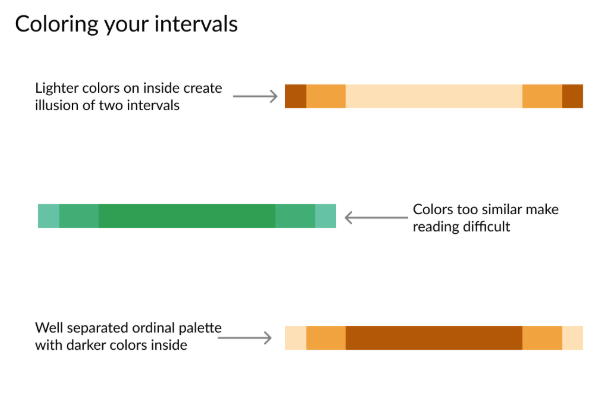 Coloring your intervals
Lighter colors on inside create
illusion of two intervals
Colors too similar make
reading difficult
Well separated ordinal palette
with darker colors inside